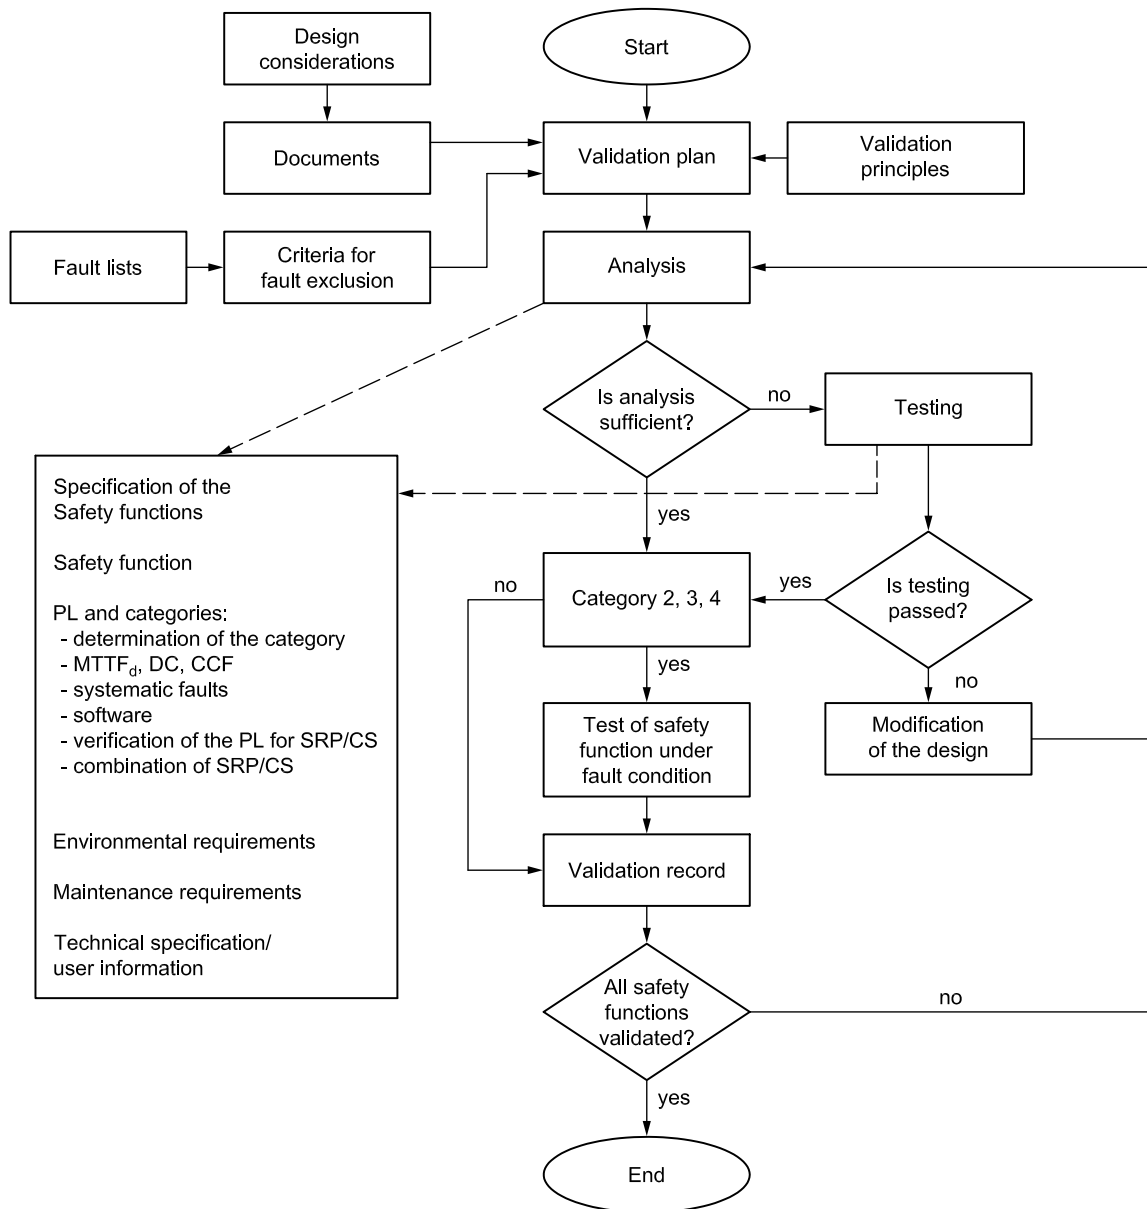 Design
considerations
Start
Documents
Validation plan
Validation
principles
Fault lists
Criteria for
fault exclusion
Analysis
Is analysis
sufficient?
no
Testing
yes
Specification of the
Safety functions
Safety function
PL and categories:
- determination of the category
- MTTFd, DC, CCF
- systematic faults
- software
- verification of the PL for SRP/CS
- combination of SRP/CS
Environmental requirements
Maintenance requirements
Technical specification/
user information
no
Category 2, 3, 4
yes
Is testing
passed?
yes
no
Test of safety
function under
fault condition
Modification
of the design
Validation record
All safety
functions
validated?
no
yes
End